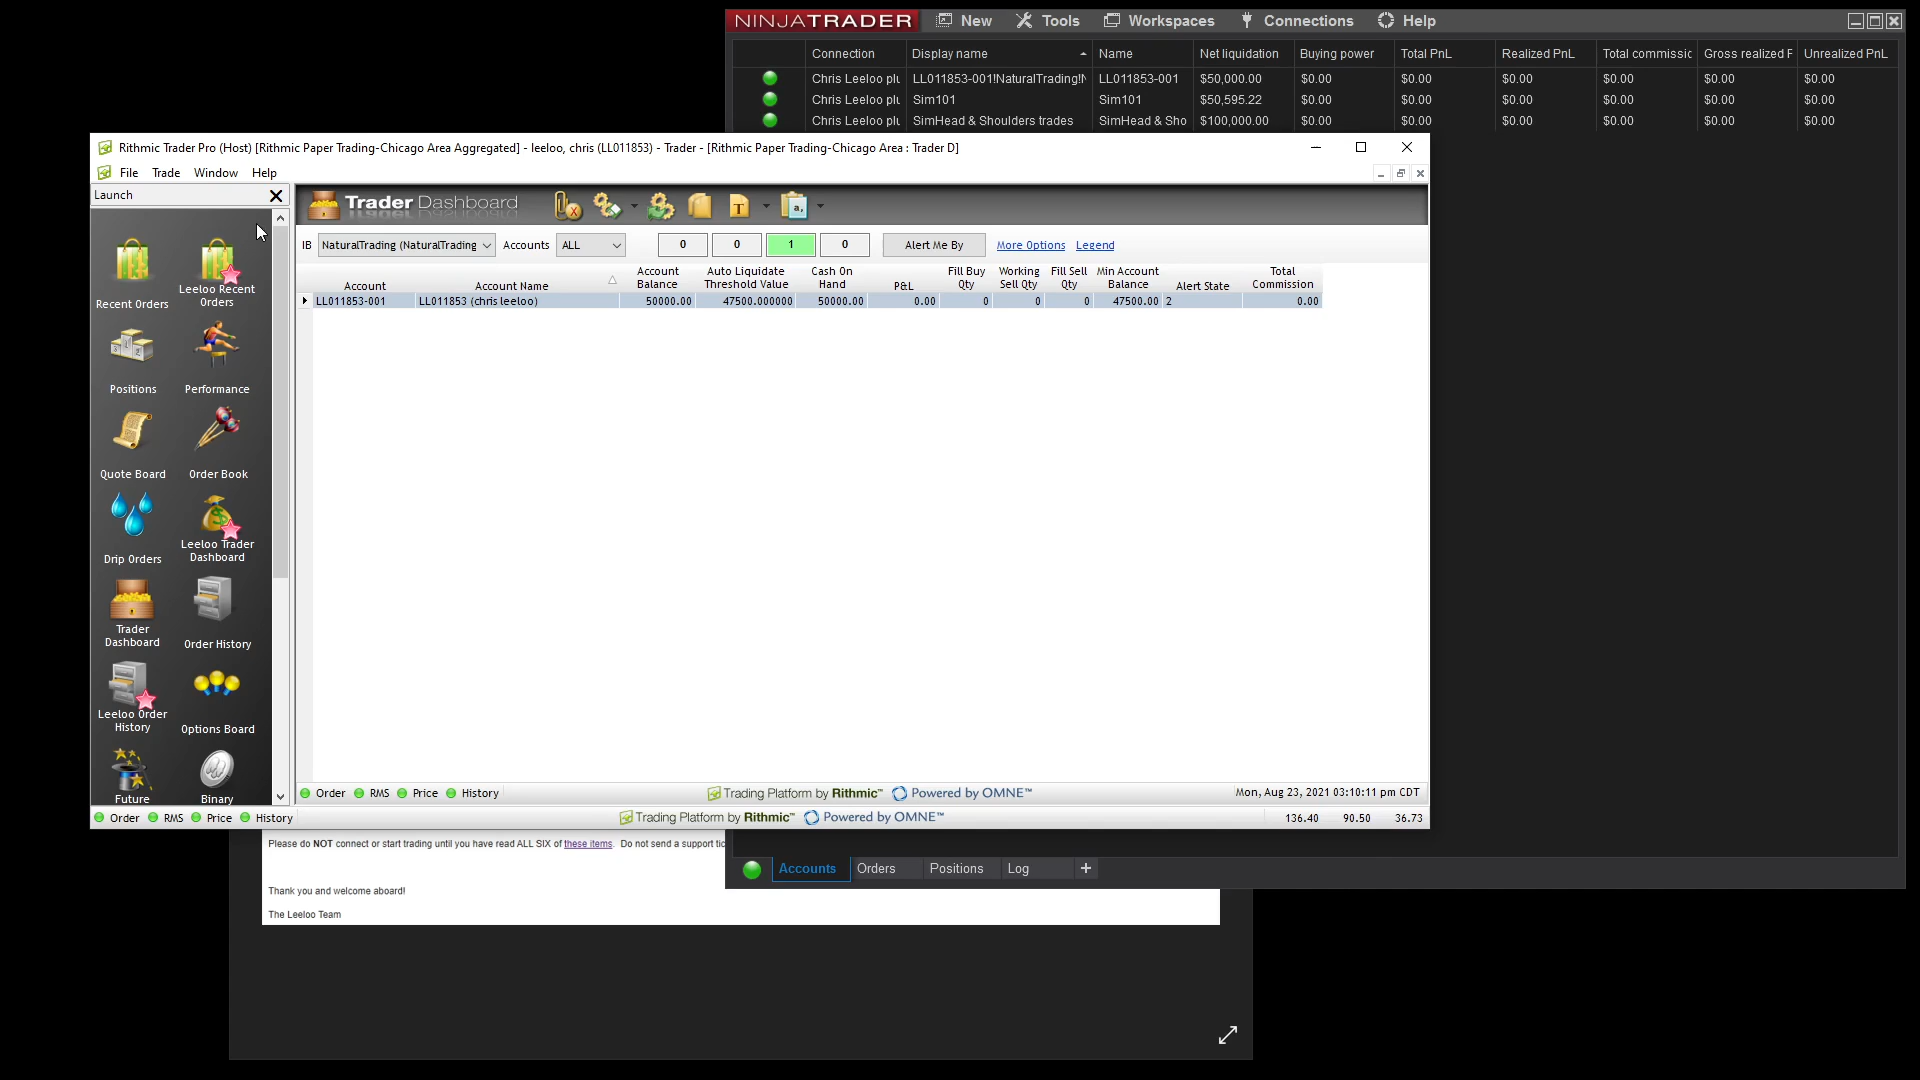 NINJATRADER New Tools Workspaces Connections Help
Connection Display name Name Net liquidation Buying power Total PnL Realized PnL Total commissic Gross realized F Unrealized PnL
Chris Leeloo plu LL011853-001!NaturalTrading!N LL011853-001 $50,000.00 $0.00 $0.00 $0.00 $0.00 $0.00 $0.00
Chris Leeloo plu Sim101 Sim101 $50,595.22 $0.00 $0.00 $0.00 $0.00 $0.00 $0.00
Chris Leeloo plu SimHead & Shoulders trades SimHead & Sho $100,000.00 $0.00 $0.00 $0.00 $0.00 $0.00 $0.00
Rithmic Trader Pro (Host) [Rithmic Paper Trading-Chicago Area Aggregated] - leeloo, chris (LL011853) - Trader - [Rithmic Paper Trading-Chicago Area : Trader D]
File Trade Window Help
Launch
Trader Dashboard
IB NaturalTrading (NaturalTrading Accounts ALL 0 0 1 0 Alert Me By More Options Legend
Account Account Name Account Balance Auto Liquidate Threshold Value Cash On Hand P&L Fill Buy Qty Working Sell Qty Fill Sell Qty Min Account Balance Alert State Total Commission
LL011853-001 LL011853 (chris leeloo) 50000.00 47500.000000 50000.00 0.00 0 0 0 47500.00 2 0.00
Recent Orders
Leeloo Recent
Orders
Positions Performance
Quote Board Order Book
Drip Orders
Leeloo Trader
Dashboard
Trader
Dashboard
Order History
Leeloo Order
History
Options Board
Future Binary
Order RMS Price History Trading Platform by Rithmic™ Powered by OMNE™ Mon, Aug 23, 2021 03:10:11 pm CDT
Order RMS Price History Trading Platform by Rithmic™ Powered by OMNE™ 136.40 90.50 36.73
Please do NOT connect or start trading until you have read ALL SIX of these items. Do not send a support tic
Accounts Orders Positions Log +
Thank you and welcome aboard!
The Leeloo Team